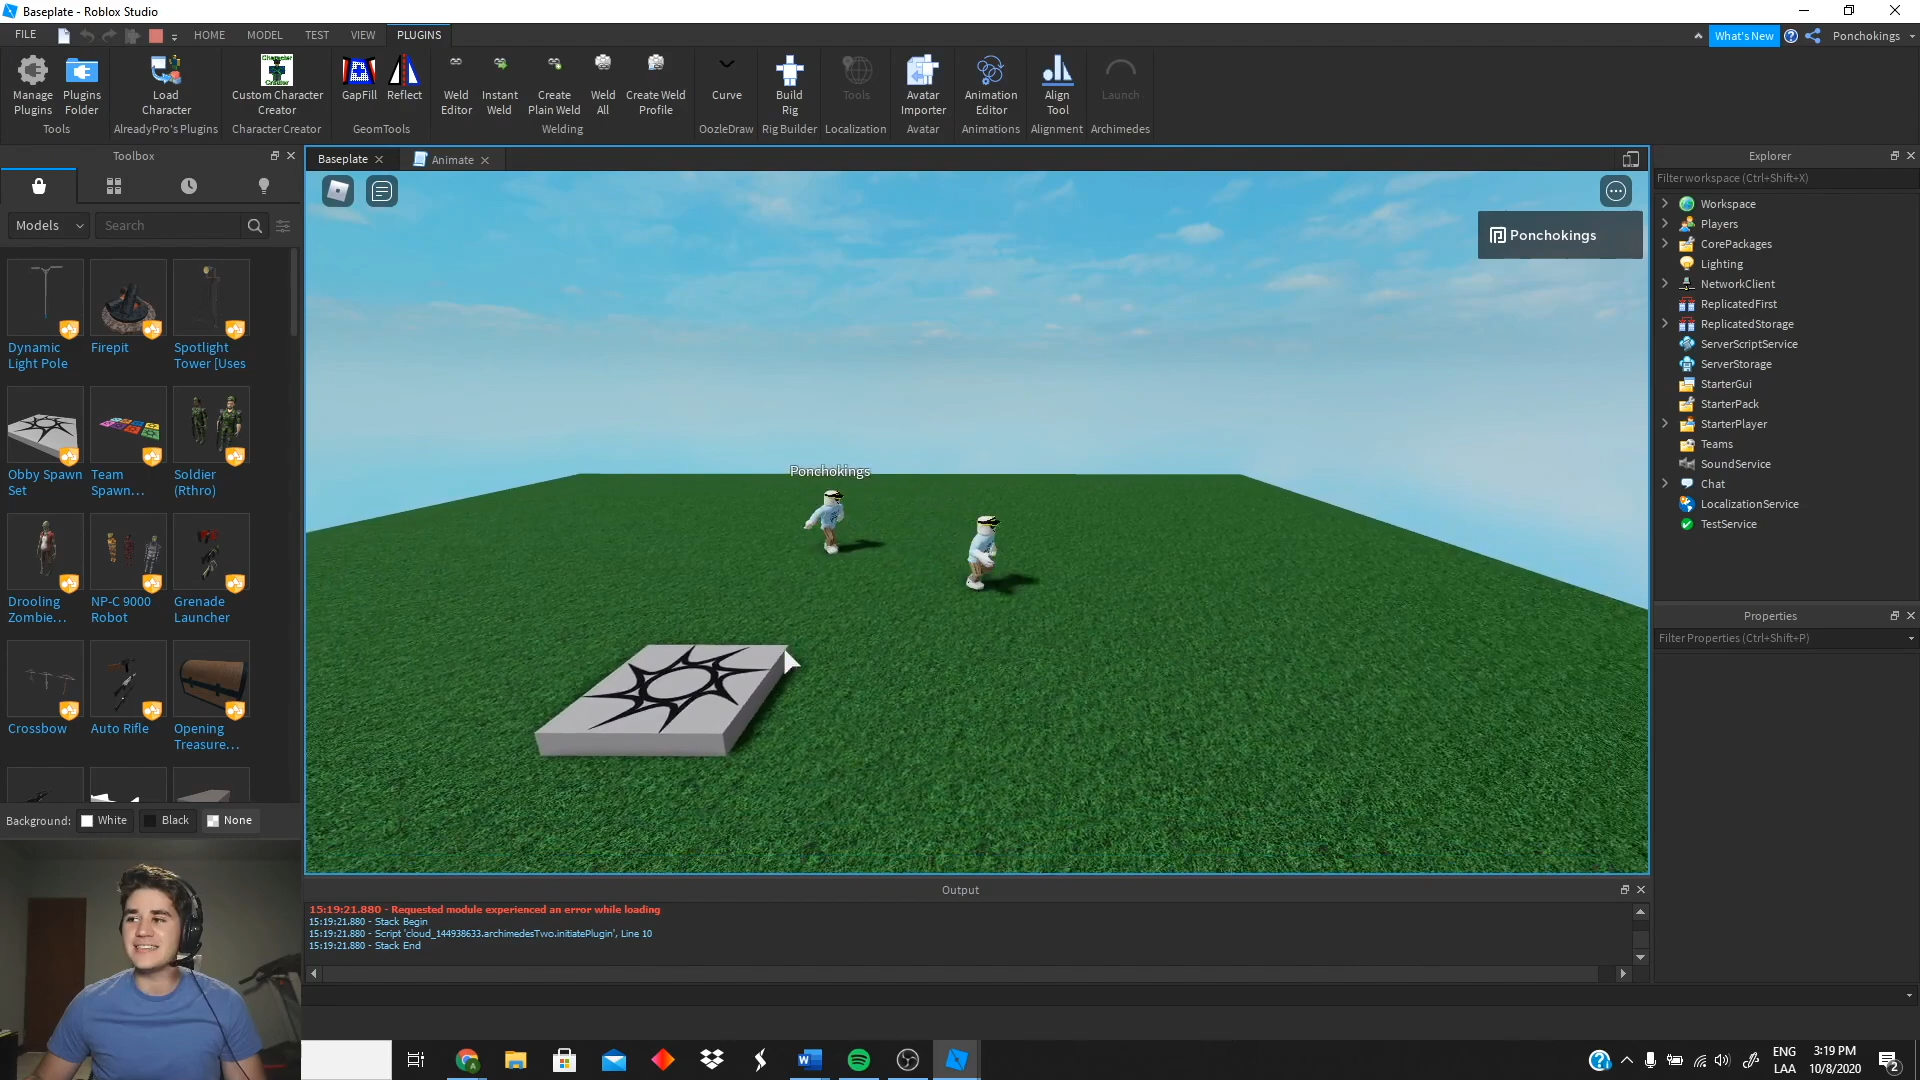 Baseplate - Roblox Studio
FILE
HOME
MODEL
TEST
VIEW
PLUGINS
What's New
Ponchokings
Manage Plugins
Plugins Folder
Load Character
Custom Character Creator
GapFill
Reflect
Weld Editor
Instant Weld
Create Plain Weld
Weld All
Create Weld Profile
Curve
Build Rig
Tools
Avatar Importer
Animation Editor
Align Tool
Launch
Tools
AlreadyPro's Plugins
Character Creator
GeomTools
Welding
OozleDraw
Rig Builder
Localization
Avatar
Animations
Alignment
Archimedes
Toolbox
Models
Search
Dynamic Light Pole
Firepit
Spotlight Tower [Uses
Obby Spawn Set
Team Spawn...
Soldier (Rthro)
Drooling Zombie...
NP-C 9000 Robot
Grenade Launcher
Crossbow
Auto Rifle
Opening Treasure...
Background:
White
Black
None
Baseplate
Animate
Ponchokings
Ponchokings
Explorer
Filter workspace (Ctrl+Shift+X)
Workspace
Players
CorePackages
Lighting
NetworkClient
ReplicatedFirst
ReplicatedStorage
ServerScriptService
ServerStorage
StarterGui
StarterPack
StarterPlayer
Teams
SoundService
Chat
LocalizationService
TestService
Properties
Filter Properties (Ctrl+Shift+P)
Output
15:19:21.880 - Requested module experienced an error while loading
15:19:21.880 - Stack Begin
15:19:21.880 - Script 'cloud_144938633.archimedesTwo.initiatePlugin', Line 10
15:19:21.880 - Stack End
ENG
LAA
3:19 PM
10/8/2020
2